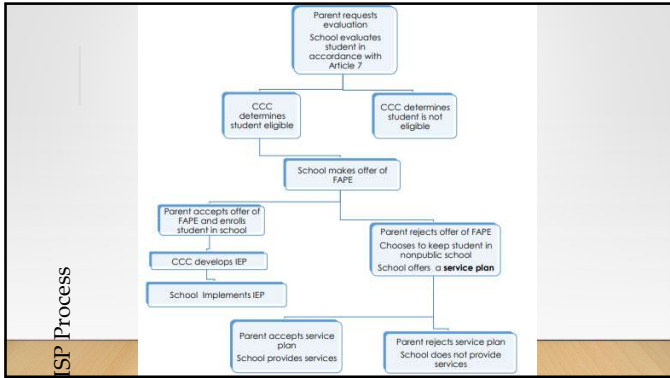 Parent requests
evaluation
School evaluates
student in
accordance with
Article 7
CCC
determines
student eligible
CCC determines
student is not
eligible
School makes offer of
FAPE
Parent accepts offer of
FAPE and enrolls
student in school
Parent rejects offer of FAPE
Chooses to keep student in
nonpublic school
School offers a service plan
CCC develops IEP
School Implements IEP
Parent accepts service
plan
School provides services
Parent rejects service plan
School does not provide
services
ISP Process